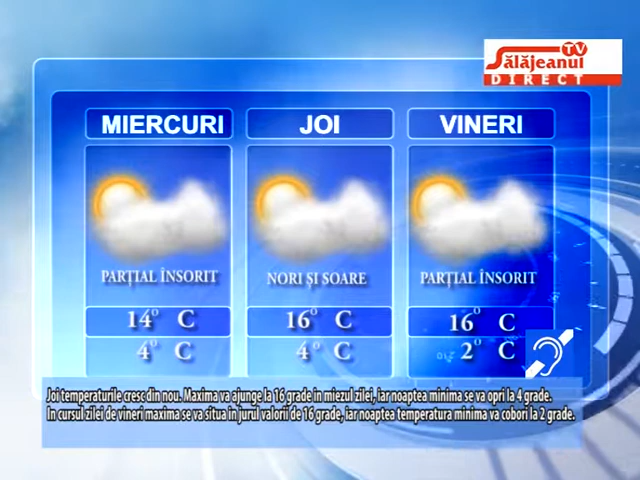 Sălăjeanul TV
DIRECT
MIERCURI
JOI
VINERI
PARȚIAL ÎNSORIT
NORI ȘI SOARE
PARȚIAL ÎNSORIT
14° C
16° C
16° C
4° C
4° C
2° C
Joi temperaturile cresc din nou. Maxima va ajunge la 16 grade in miezul zilei, iar noaptea minima se va opri la 4 grade.
In cursul zilei de vineri maxima se va situa in jurul valorii de 16 grade, iar noaptea temperatura minima va cobori la 2 grade.